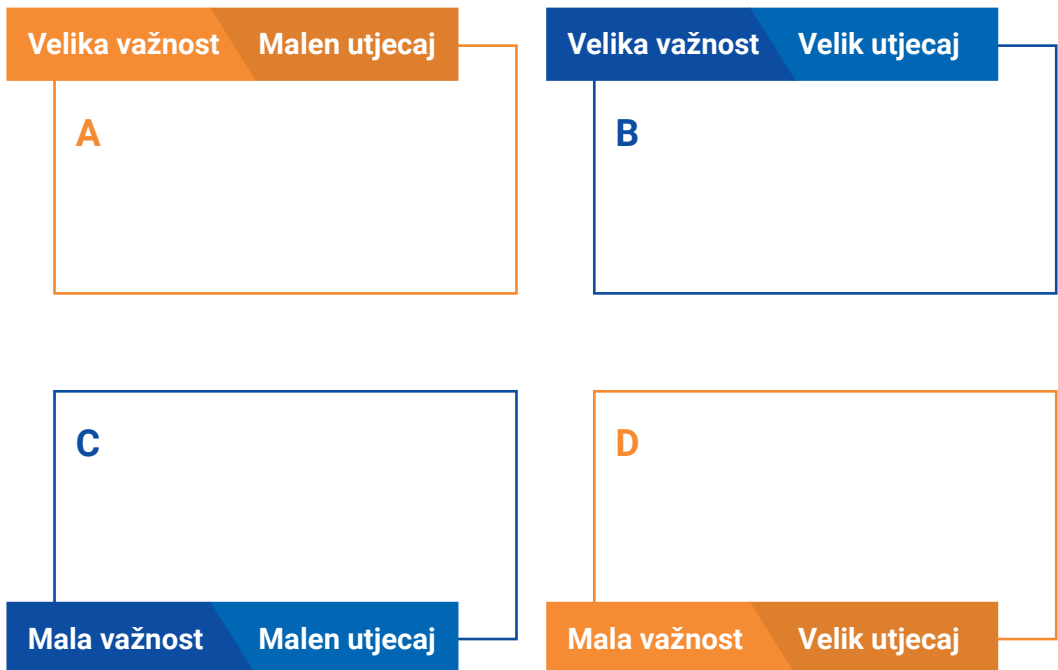 Velika važnost Malen utjecaj
A
Velika važnost Velik utjecaj
B
C
Mala važnost Malen utjecaj
D
Mala važnost Velik utjecaj